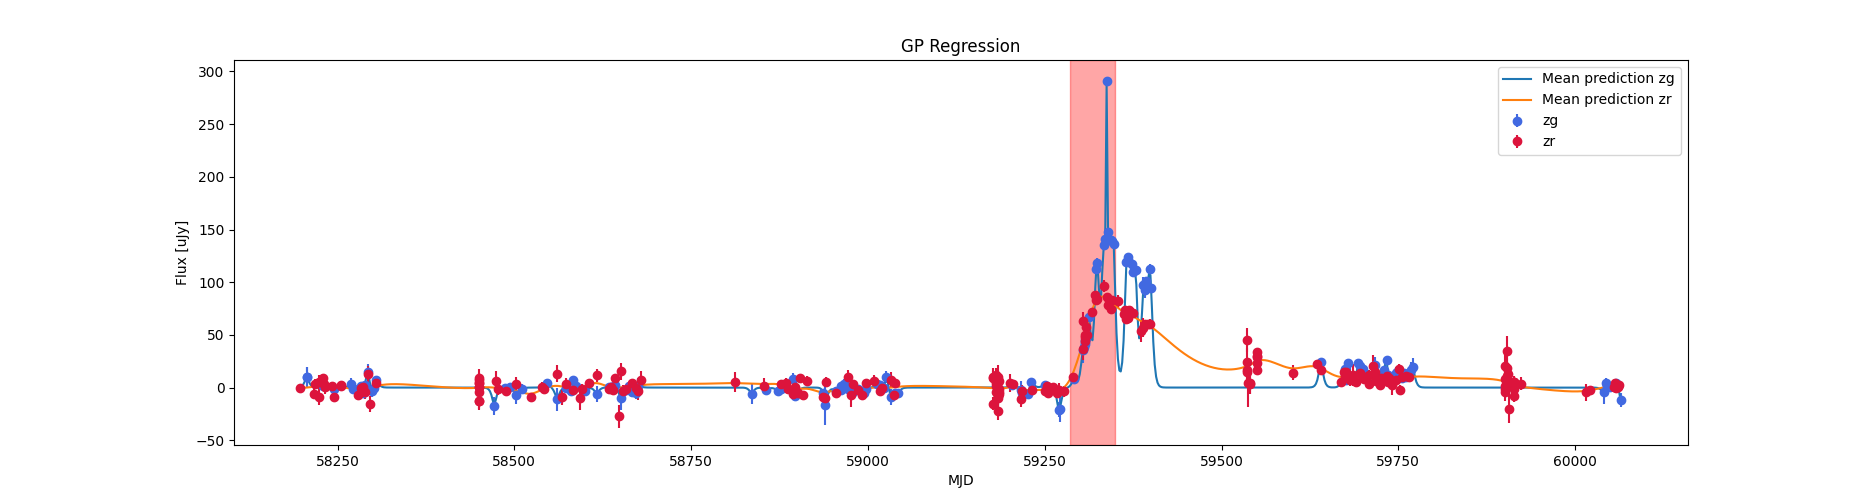 GP Regression
Flux [uJy]
300
250
200
150
100
50
0
−50
Mean prediction zg
Mean prediction zr
zg
zr
58250 58500 58750 59000 59250 59500 59750 60000
MJD